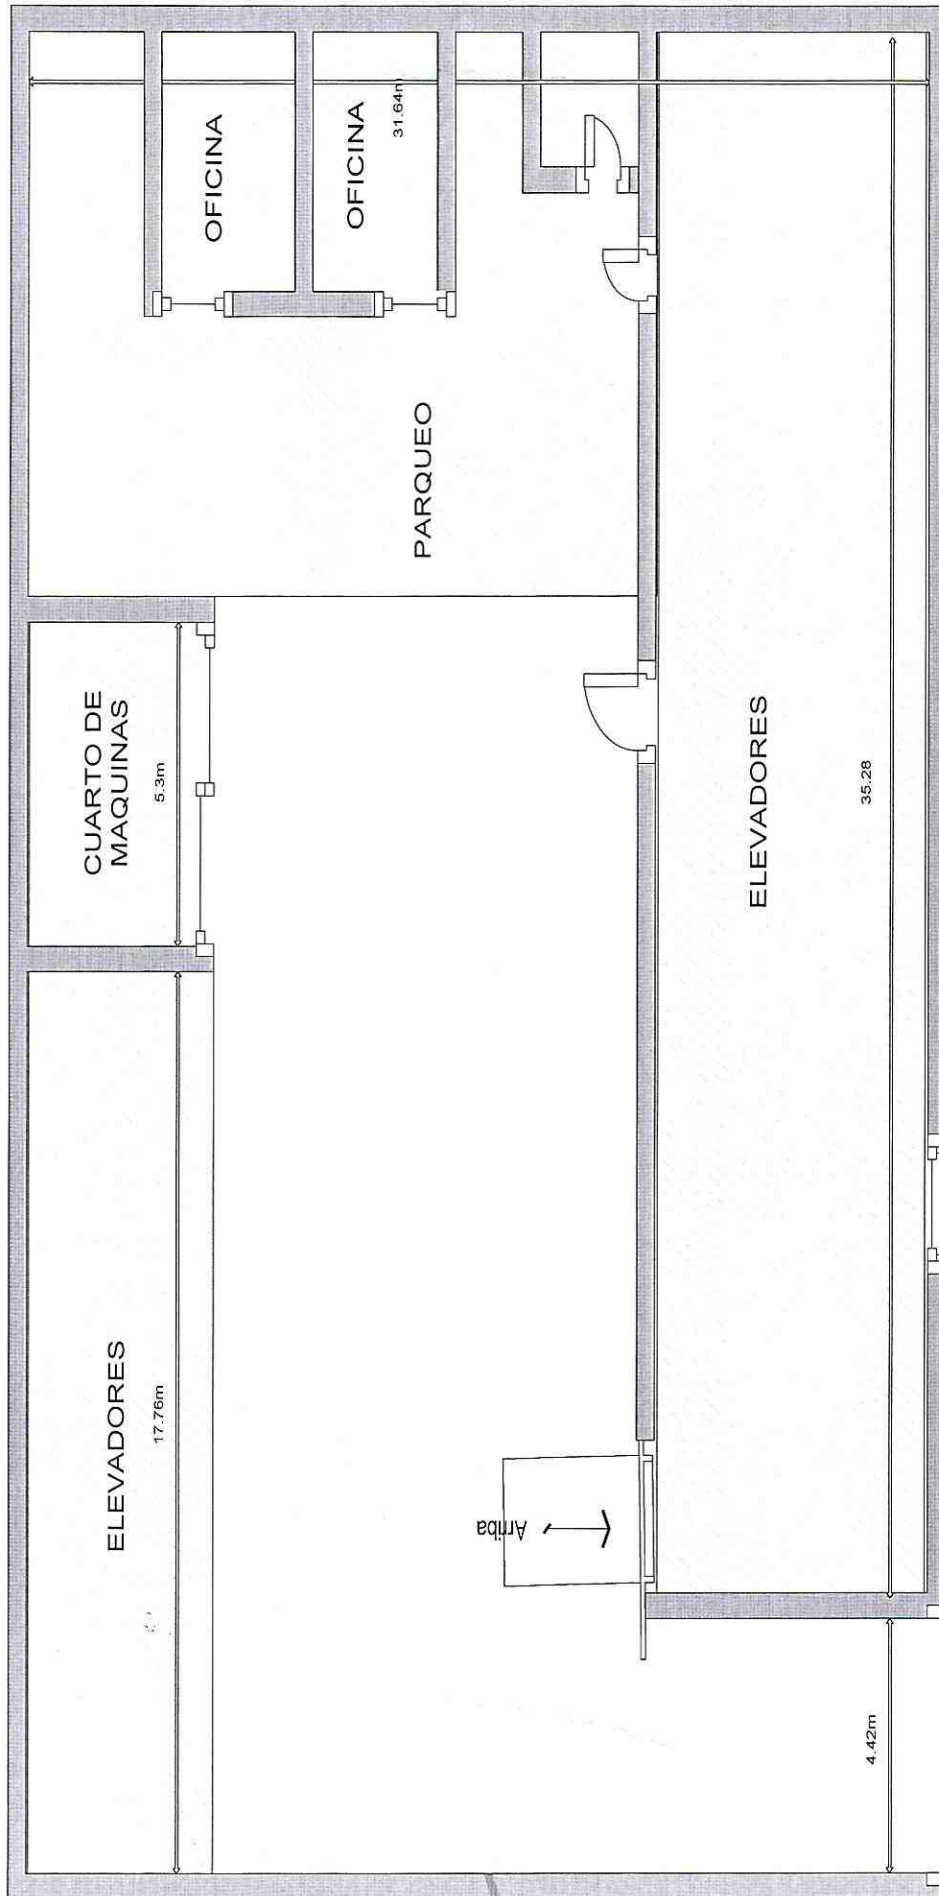 OFICINA
OFICINA
31.64m
PARQUEO
CUARTO DE
MAQUINAS
5.3m
ELEVADORES
35.28
ELEVADORES
17.76m
Arriba
4.42m